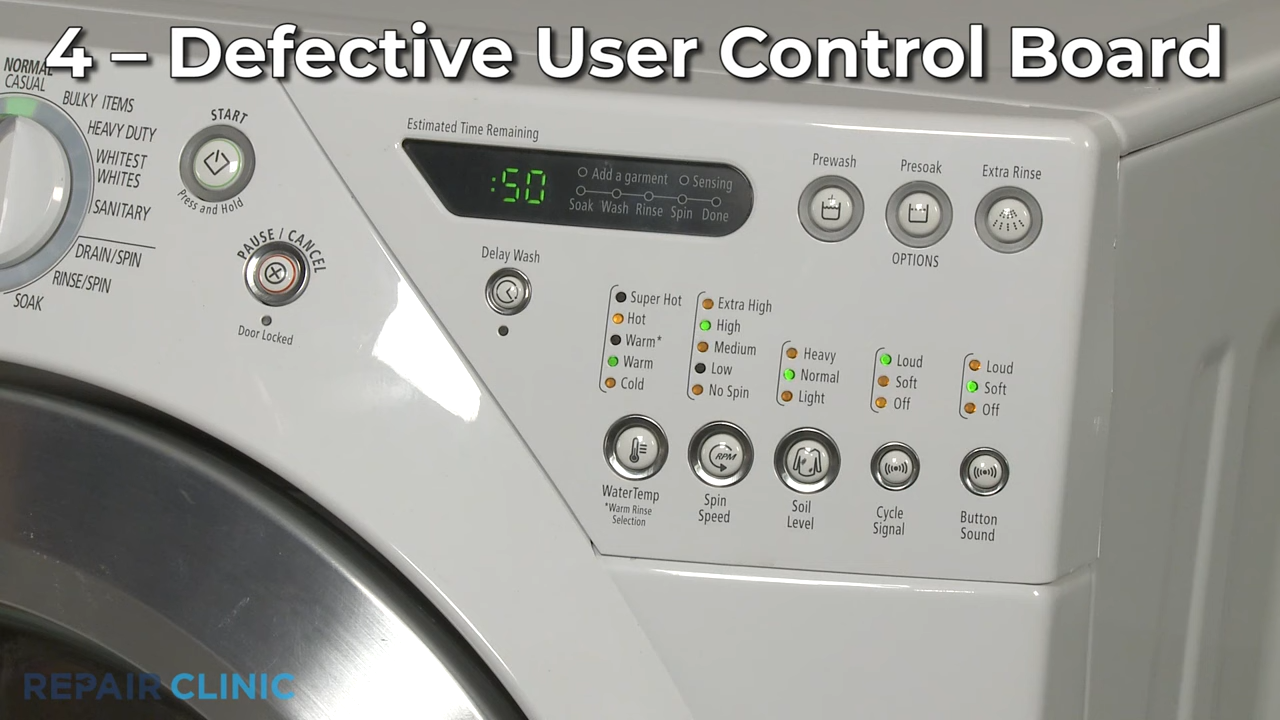 4 – Defective User Control Board
NORMAL
CASUAL
BULKY ITEMS
HEAVY DUTY
WHITEST
WHITES
SANITARY
DRAIN/SPIN
RINSE/SPIN
SOAK
START
Press and Hold
PAUSE / CANCEL
Door Locked
Estimated Time Remaining
:50
Add a garment
Sensing
Soak Wash Rinse Spin Done
Delay Wash
Prewash
Presoak
Extra Rinse
OPTIONS
Super Hot
Hot
Warm*
Warm
Cold
Extra High
High
Medium
Low
No Spin
Heavy
Normal
Light
Loud
Soft
Off
Loud
Soft
Off
RPM
WaterTemp
*Warm Rinse
Selection
Spin
Speed
Soil
Level
Cycle
Signal
Button
Sound
REPAIR CLINIC